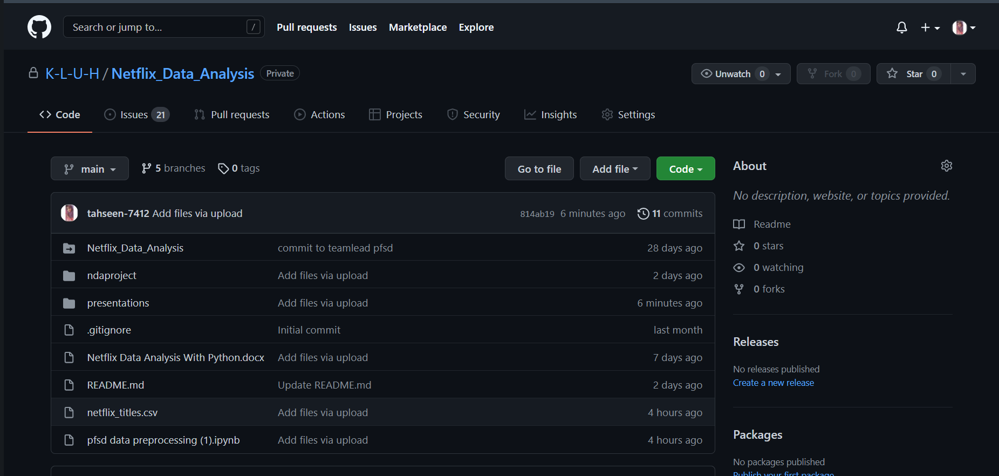 Search or jump to... / Pull requests Issues Marketplace Explore
K-L-U-H / Netflix_Data_Analysis Private Unwatch 0 Fork 0 Star 0
Code Issues 21 Pull requests Actions Projects Security Insights Settings
main 5 branches 0 tags Go to file Add file Code
tahseen-7412 Add files via upload 814ab19 6 minutes ago 11 commits
Netflix_Data_Analysis commit to teamlead pfsd 28 days ago
ndaproject Add files via upload 2 days ago
presentations Add files via upload 6 minutes ago
.gitignore Initial commit last month
Netflix Data Analysis With Python.docx Add files via upload 7 days ago
README.md Update README.md 2 days ago
netflix_titles.csv Add files via upload 4 hours ago
pfsd data preprocessing (1).ipynb Add files via upload 4 hours ago
About
No description, website, or topics provided.
Readme
0 stars
0 watching
0 forks
Releases
No releases published
Create a new release
Packages
No packages published
Publish your first package